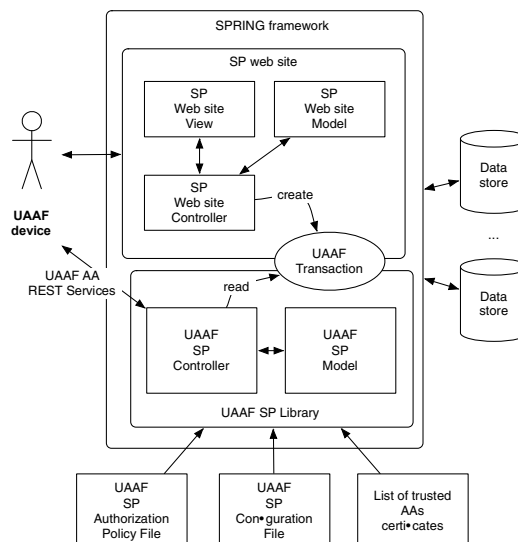 SPRING framework
SP web site
SP
Web site
View
SP
Web site
Model
SP
Web site
Controller
create
UAAF
device
UAAF
Transaction
UAAF AA
REST Services
read
UAAF
SP
Controller
UAAF
SP
Model
UAAF SP Library
Data
store
...
Data
store
UAAF
SP
Authorization
Policy File
UAAF
SP
Con•guration
File
List of trusted
AAs
certi•cates